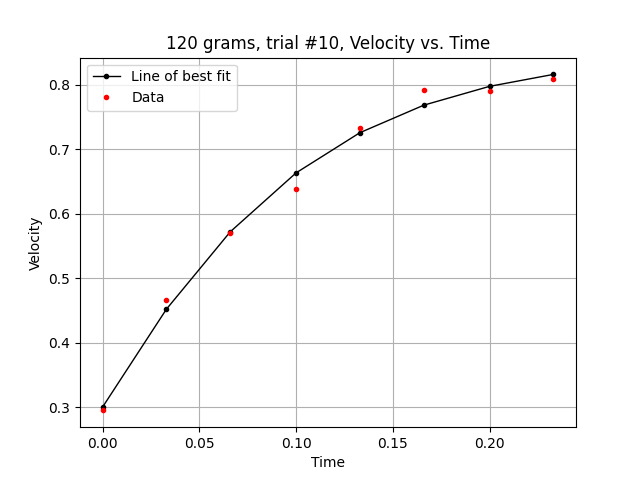 120 grams, trial #10, Velocity vs. Time
Line of best fit
Data
0.8
0.7
0.6
0.5
0.4
0.3
Velocity
0.00
0.05
0.10
0.15
0.20
Time